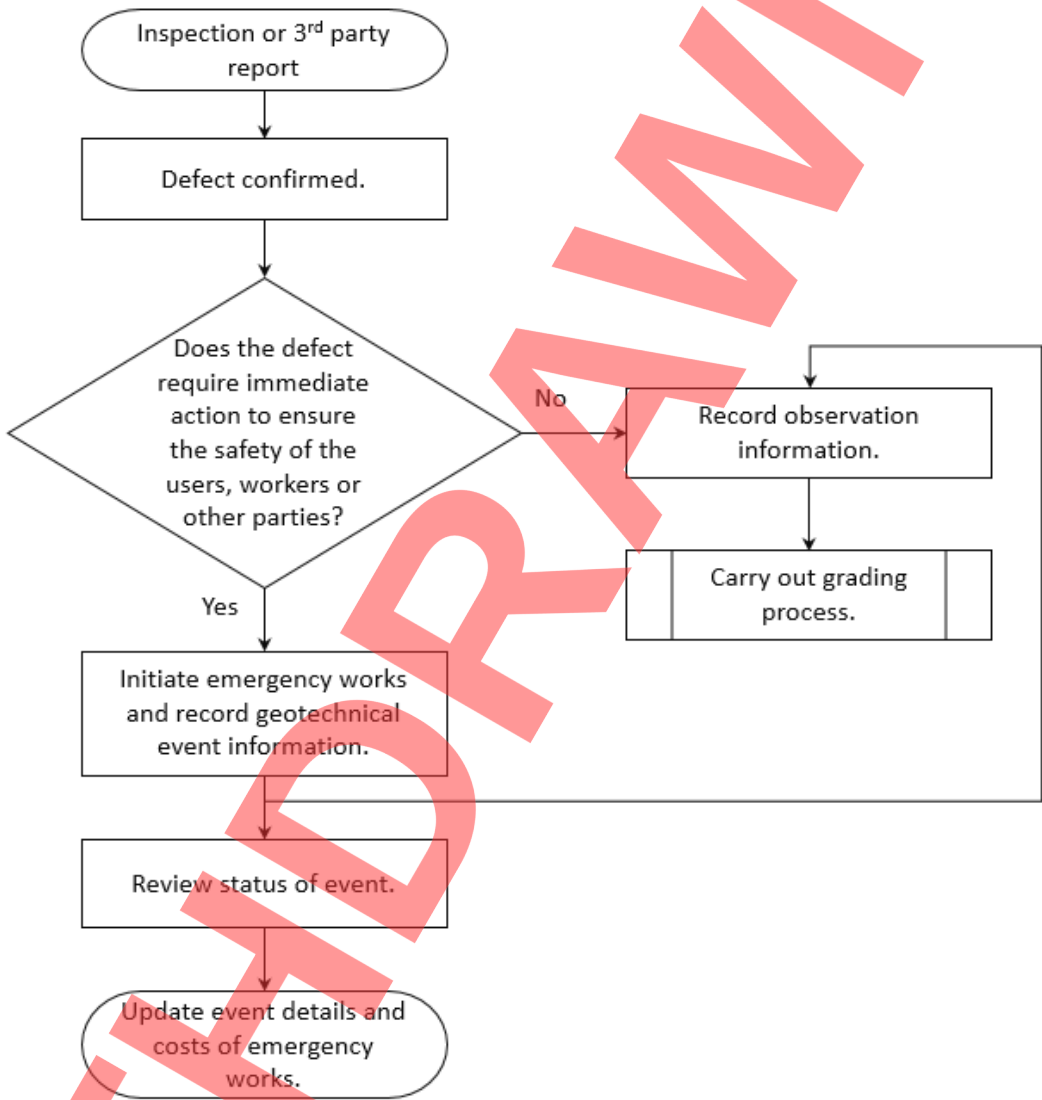 Inspection or 3rd party
report
Defect confirmed.
Does the defect
require immediate
action to ensure
the safety of the
users, workers or
other parties?
No
Record observation
information.
Carry out grading
process.
Yes
Initiate emergency works
and record geotechnical
event information.
Review status of event.
Update event details and
costs of emergency
works.
THDRAWI